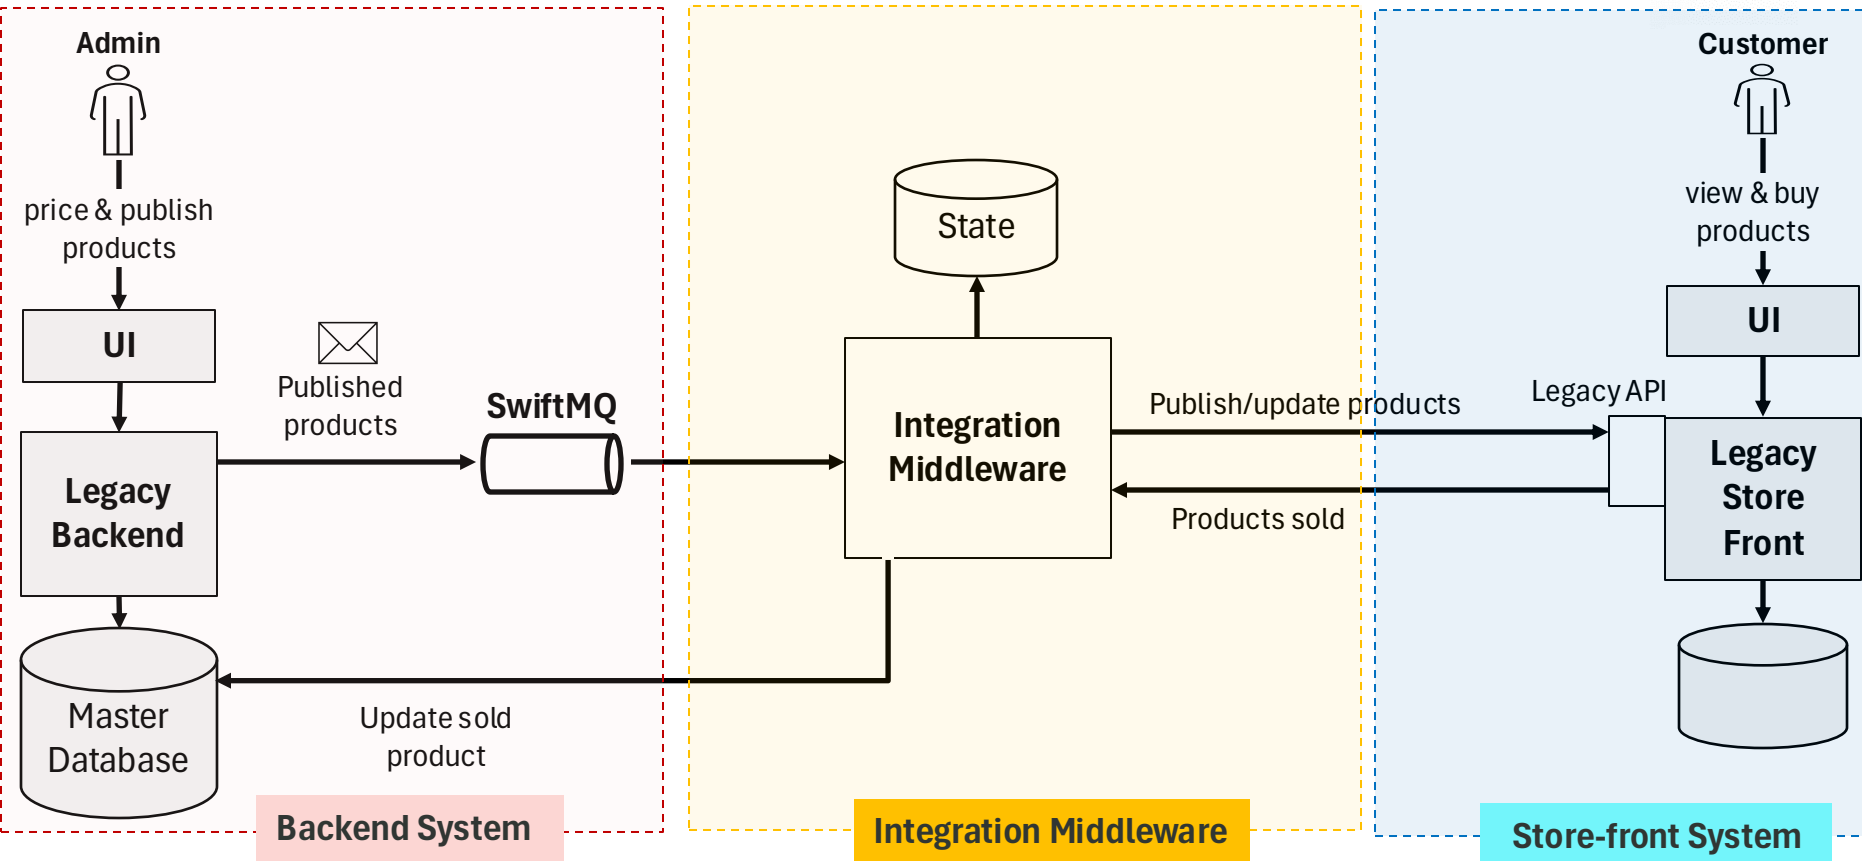 Admin
price & publish
products
UI
Published
products
SwiftMQ
Legacy
Backend
Master
Database
Update sold
product
Backend System
State
Integration
Middleware
Publish/update products
Products sold
Integration Middleware
Customer
view & buy
products
UI
Legacy API
Legacy
Store
Front
Store-front System